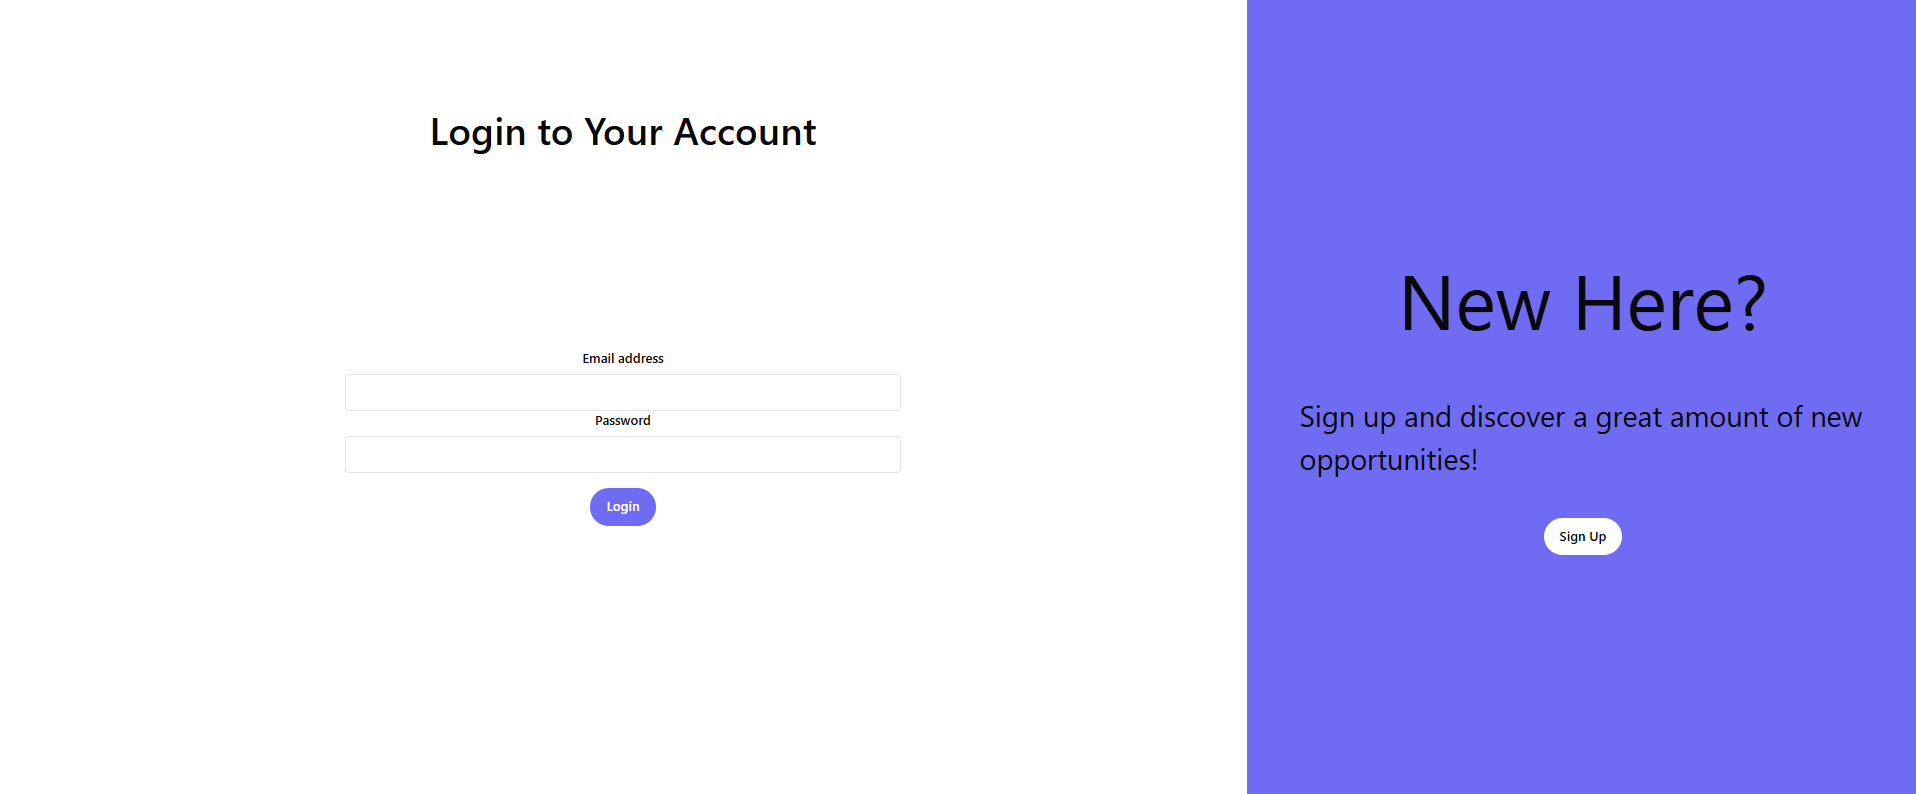 Login to Your Account
Email address
Password
Login
New Here?
Sign up and discover a great amount of new
opportunities!
Sign Up